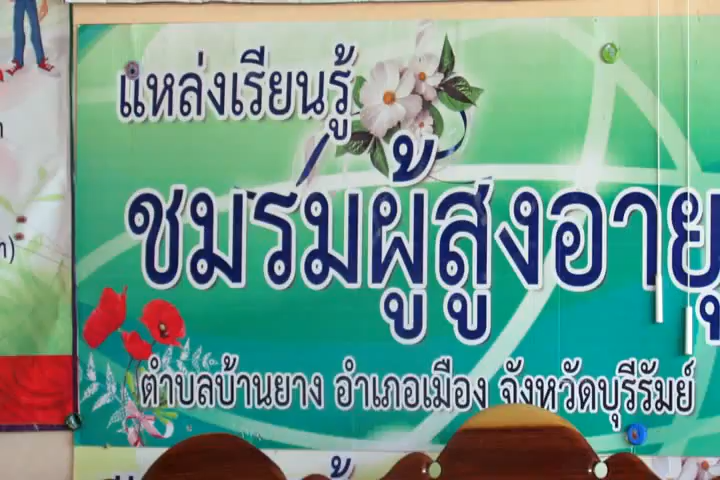 แหล่งเรียนรู้
ชมรมผู้สูงอายุ
ตำบลบ้านยาง อำเภอเมือง จังหวัดบุรีรัมย์